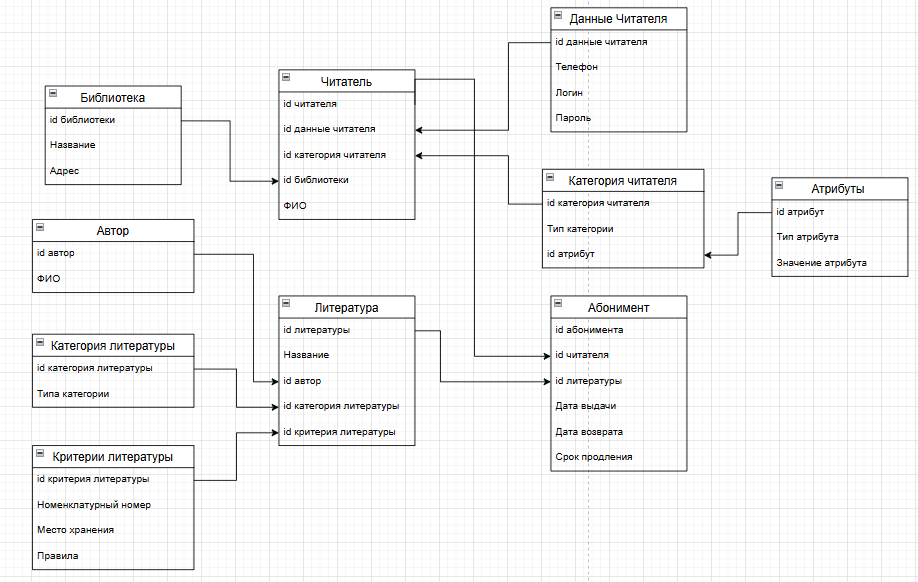 Данные Читателя
id данные читателя
Телефон
Логин
Пароль
Читатель
id читателя
id данные читателя
id категория читателя
id библиотеки
ФИО
Библиотека
id библиотеки
Название
Адрес
Категория читателя
id категория читателя
Тип категории
id атрибут
Атрибуты
id атрибут
Тип атрибута
Значение атрибута
Автор
id автор
ФИО
Литература
id литературы
Название
id автор
id категория литературы
id критерия литературы
Абонимент
id абонимента
id читателя
id литературы
Дата выдачи
Дата возврата
Срок продления
Категория литературы
id категория литературы
Типа категории
Критерии литературы
id критерия литературы
Номенклатурный номер
Место хранения
Правила